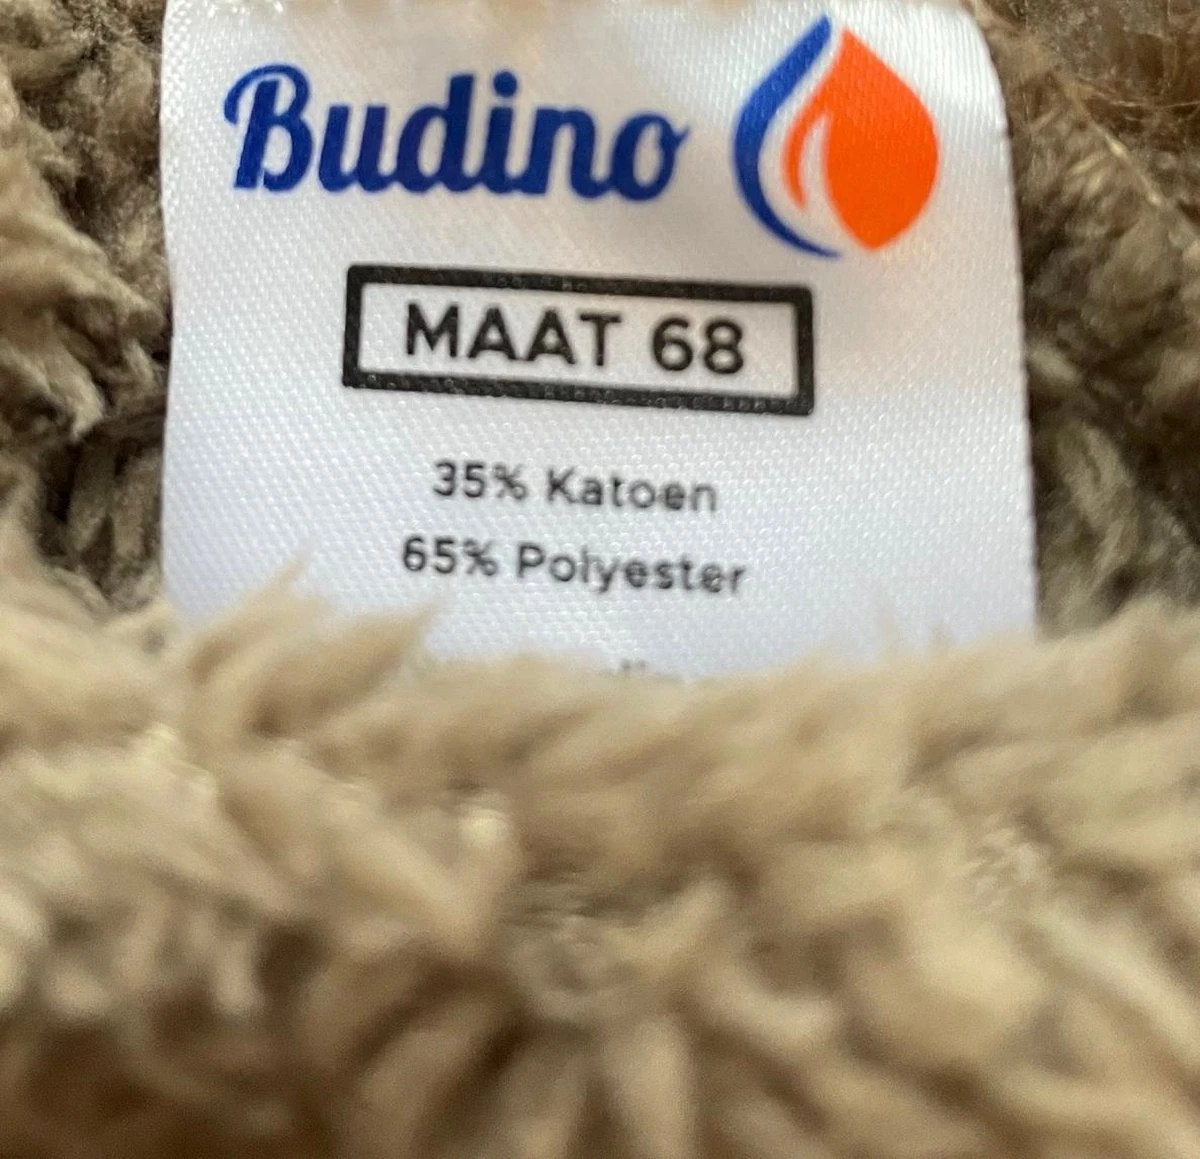 Budino
MAAT 68
35% Katoen
65% Polyester